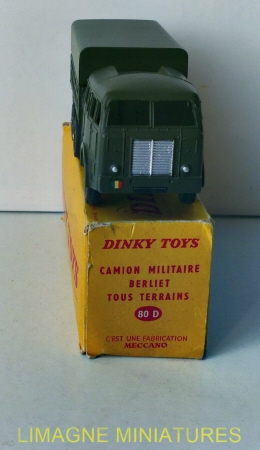 DINKY TOYS
CAMION MILITAIRE
BERLIET
TOUS TERRAINS
80 D
C'EST UNE FABRICATION
MECCANO
LIMAGNE MINIATURES